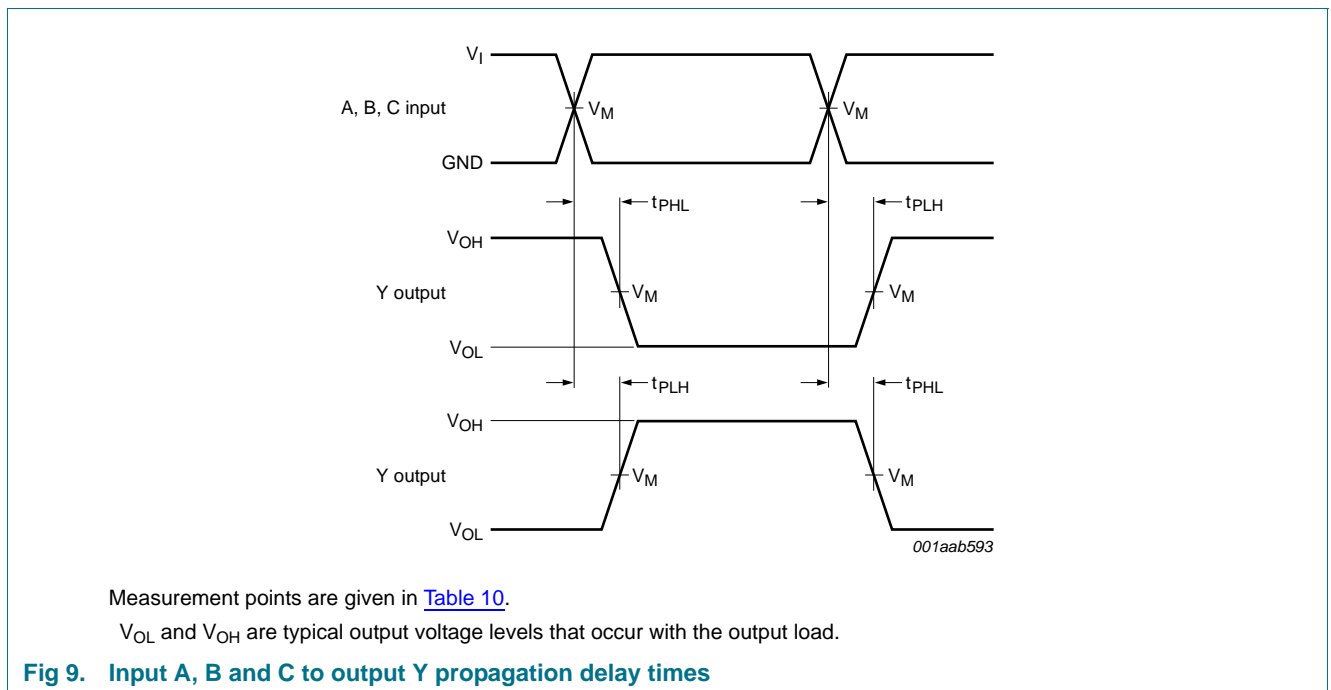 V_I
A, B, C input
V_M V_M
GND
t_PHL t_PLH
V_OH
Y output V_M V_M
V_OL
t_PLH t_PHL
V_OH
Y output V_M V_M
V_OL
001aab593
Measurement points are given in Table 10.
V_OL and V_OH are typical output voltage levels that occur with the output load.
Fig 9. Input A, B and C to output Y propagation delay times